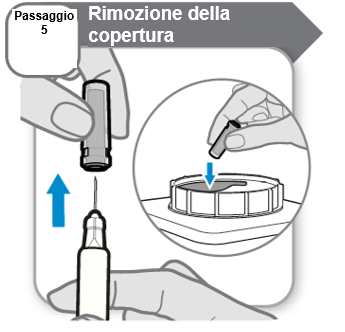 Passaggio
5
Rimozione della
copertura